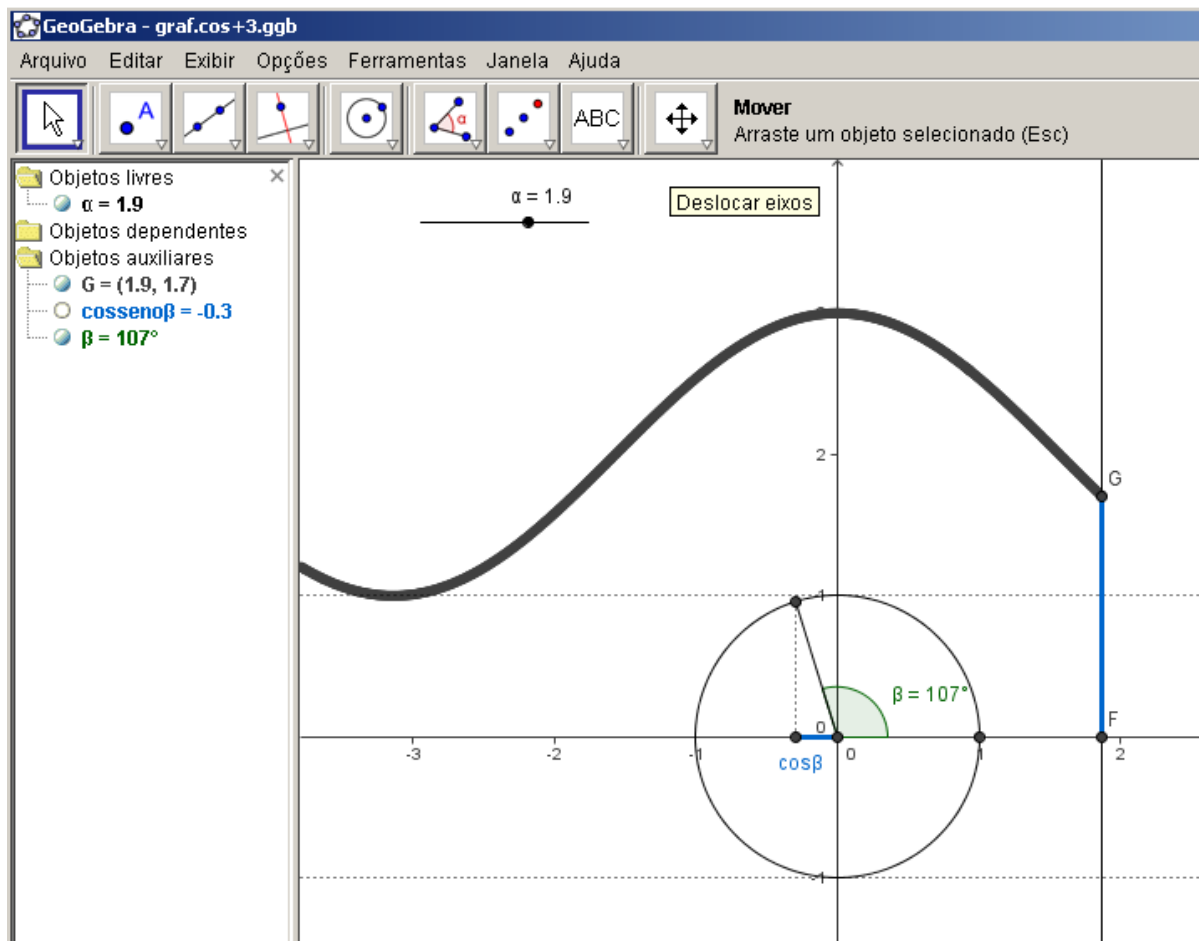 GeoGebra - graf.cos+3.ggb
Arquivo Editar Exibir Opções Ferramentas Janela Ajuda
A
α
ABC
Mover
Arraste um objeto selecionado (Esc)
Objetos livres
α = 1.9
Objetos dependentes
Objetos auxiliares
G = (1.9, 1.7)
cossenoβ = -0.3
β = 107°
α = 1.9
Deslocar eixos
2
G
1
β = 107°
0
F
-3 -2 -1 0 1 2
cosβ
-1